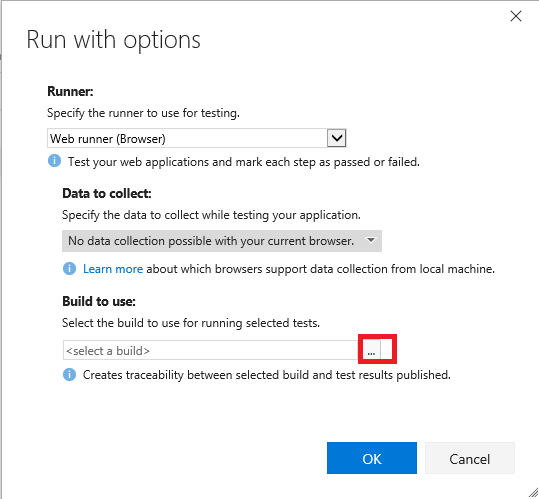 Run with options
Runner:
Specify the runner to use for testing.
Web runner (Browser)
Test your web applications and mark each step as passed or failed.
Data to collect:
Specify the data to collect while testing your application.
No data collection possible with your current browser.
Learn more about which browsers support data collection from local machine.
Build to use:
Select the build to use for running selected tests.
<select a build> ...
Creates traceability between selected build and test results published.
OK Cancel